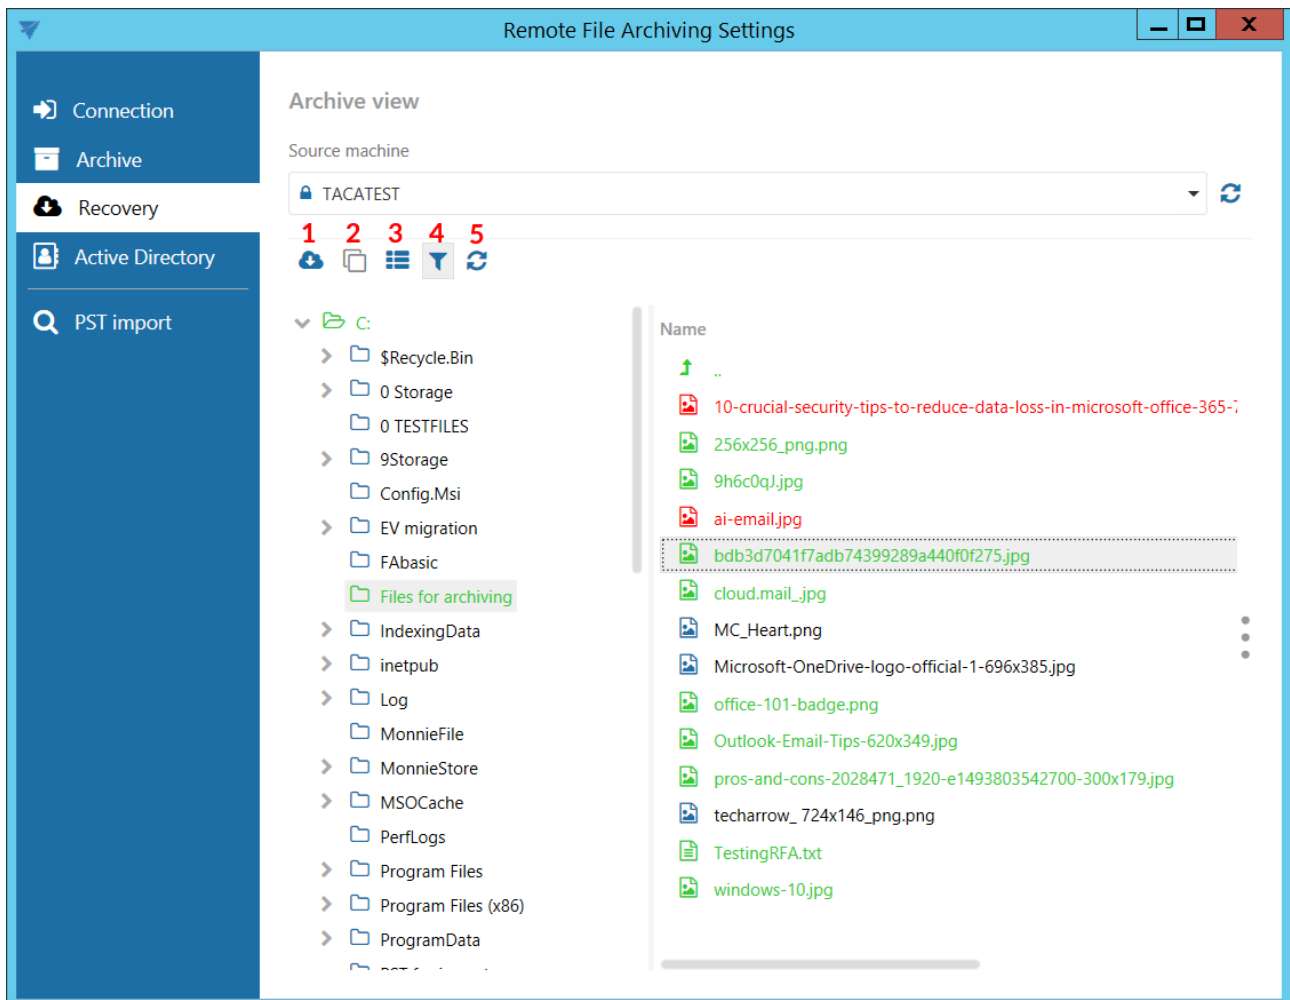 Remote File Archiving Settings
Connection
Archive
Recovery
Active Directory
PST import
Archive view
Source machine
TACATEST
1 2 3 4 5
C:
$Recycle.Bin
0 Storage
0 TESTFILES
9Storage
Config.Msi
EV migration
FAbasic
Files for archiving
IndexingData
inetpub
Log
MonnieFile
MonnieStore
MSOCache
PerfLogs
Program Files
Program Files (x86)
ProgramData
Name
..
10-crucial-security-tips-to-reduce-data-loss-in-microsoft-office-365-
256x256_png.png
9h6c0qJ.jpg
ai-email.jpg
bdb3d7041f7adb74399289a440f0f275.jpg
cloud.mail_.jpg
MC_Heart.png
Microsoft-OneDrive-logo-official-1-696x385.jpg
office-101-badge.png
Outlook-Email-Tips-620x349.jpg
pros-and-cons-2028471_1920-e1493803542700-300x179.jpg
techarrow_ 724x146_png.png
TestingRFA.txt
windows-10.jpg